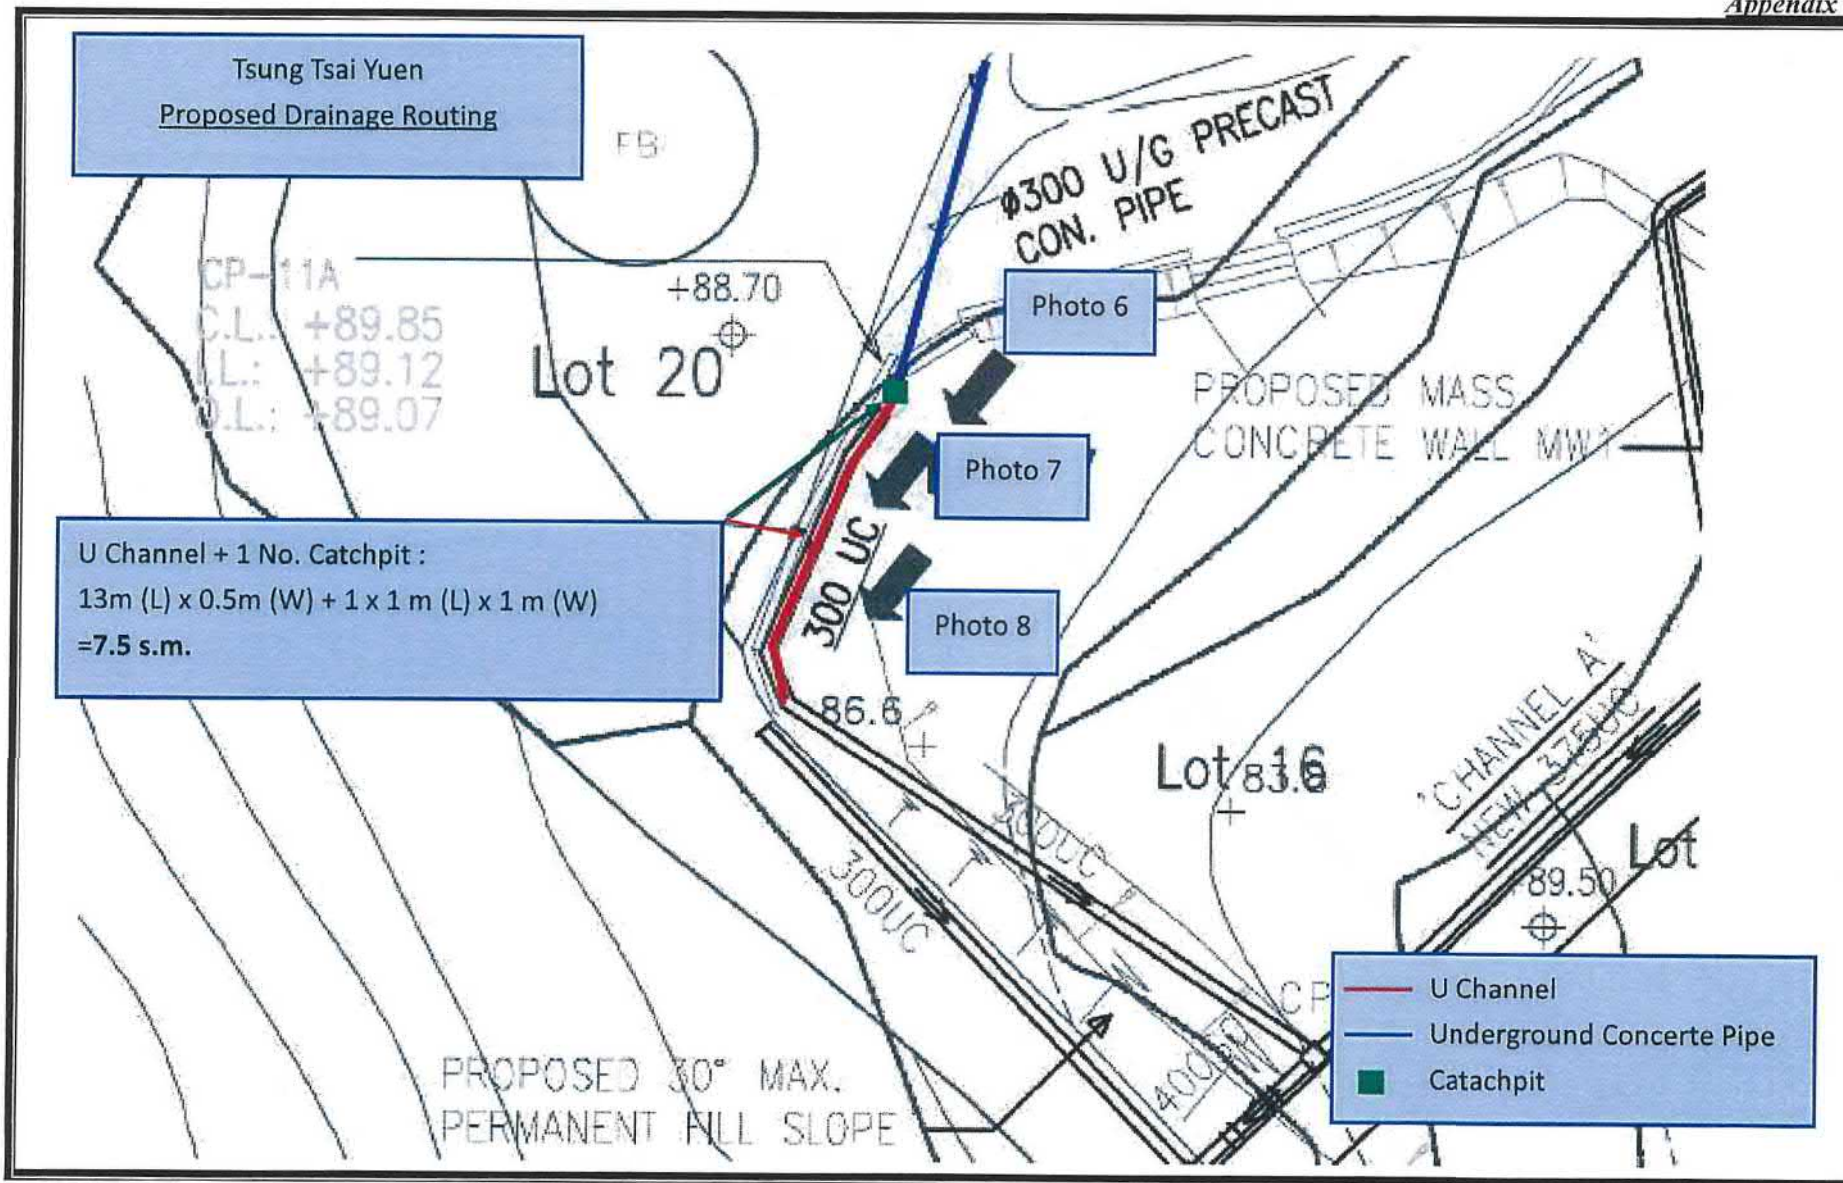 Appendix
Tsung Tsai Yuen
Proposed Drainage Routing
FB
Ø300 U/G PRECAST
CON. PIPE
CP-11A
C.L.: +89.85
I.L.: +89.12
O.L.: +89.07
+88.70
Lot 20
Photo 6
PROPOSED MASS
CONCRETE WALL MW1
Photo 7
U Channel + 1 No. Catchpit :
13m (L) x 0.5m (W) + 1 x 1 m (L) x 1 m (W)
=7.5 s.m.
300 UC
Photo 8
86.6
Lot 16
83.8
'CHANNEL A'
NEW 375UC
Lot
+89.50
300UC
300UC
CP
U Channel
Underground Concerte Pipe
Catachpit
PROPOSED 30° MAX.
PERMANENT FILL SLOPE